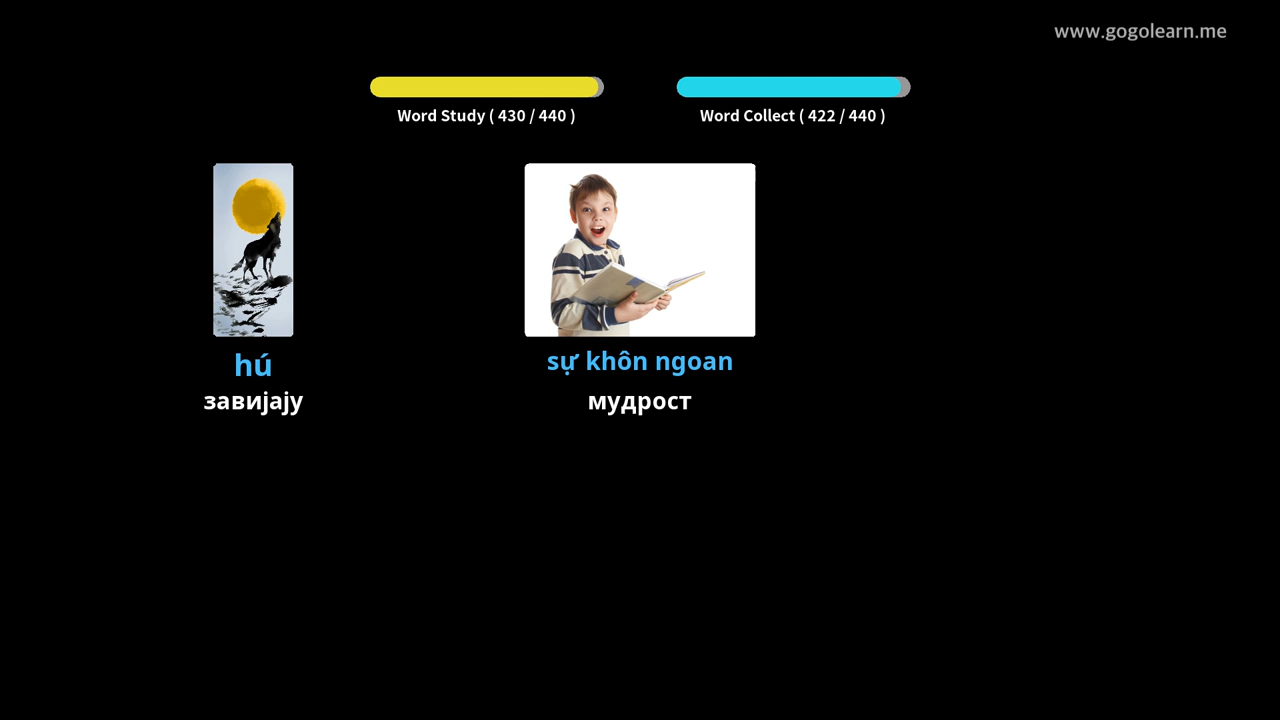 www.gogolearn.me
Word Study ( 430 / 440 )
Word Collect ( 422 / 440 )
hú
завијају
sự khôn ngoan
мудрост